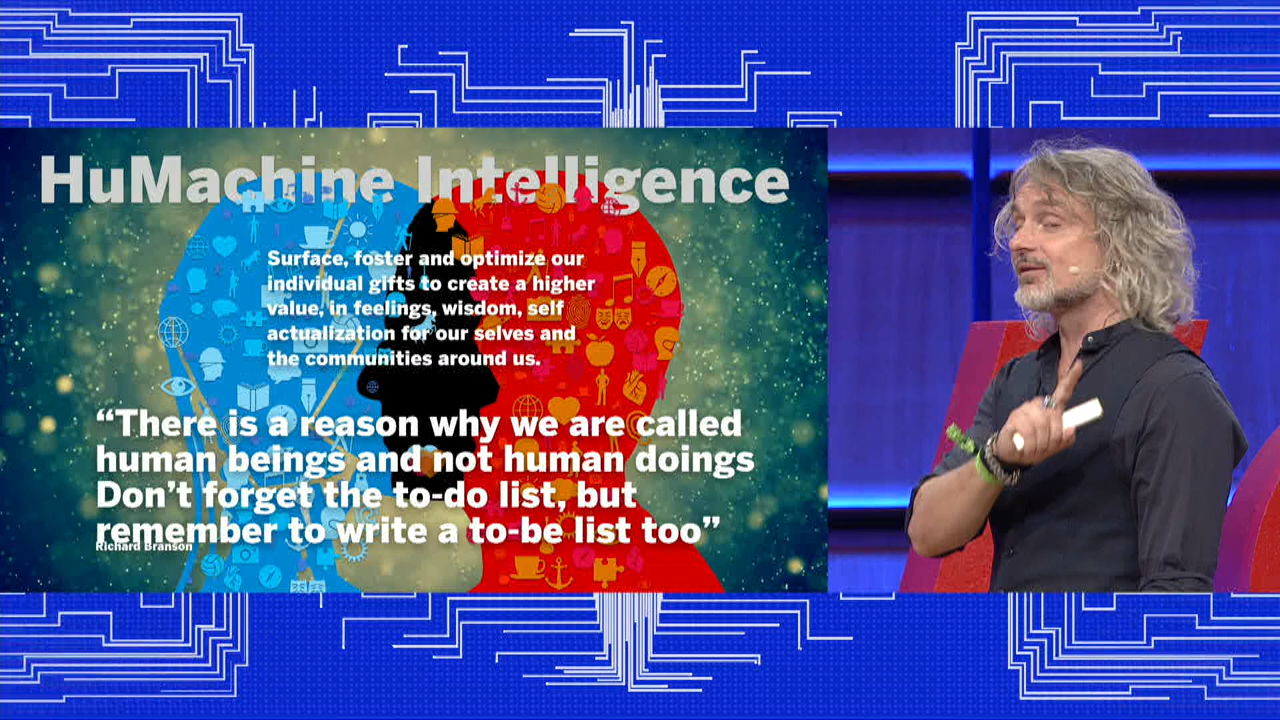 HuMachine Intelligence
Surface, foster and optimize our
individual gifts to create a higher
value, in feelings, wisdom, self
actualization for our selves and
the communities around us.
“There is a reason why we are called
human beings and not human doings
Don’t forget the to-do list, but
remember to write a to-be list too”
Richard Branson